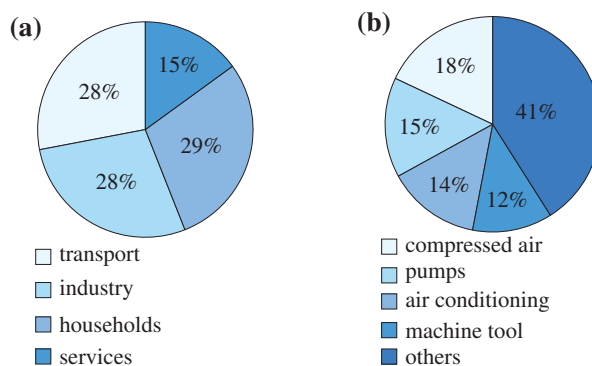 (a)
15%
28%
29%
28%
transport
industry
households
services
(b)
18%
41%
15%
14%
12%
compressed air
pumps
air conditioning
machine tool
others